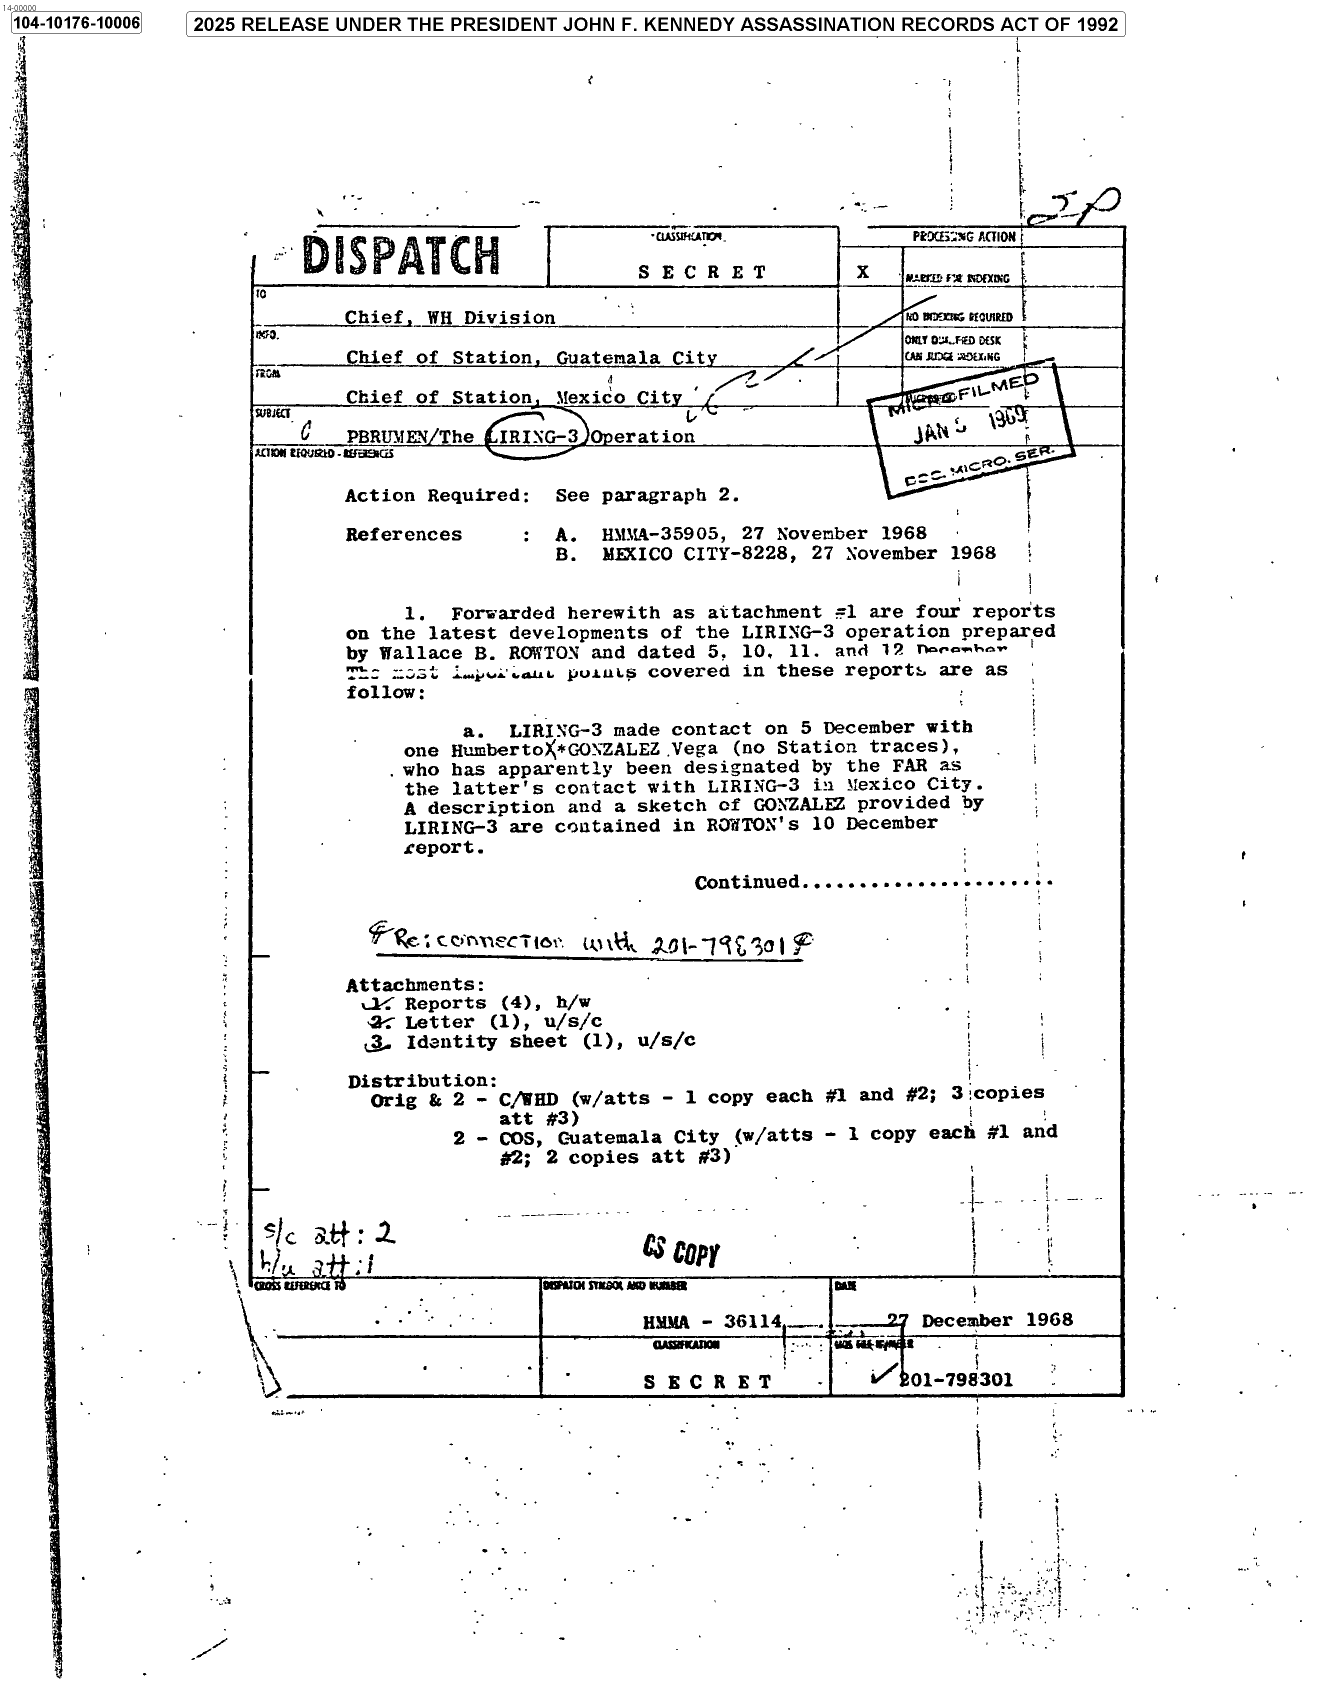 14-00000
104-10176-10006
2025 RELEASE UNDER THE PRESIDENT JOHN F. KENNEDY ASSASSINATION RECORDS ACT OF 1992
DISPATCH
CLASSIFICATION
SECRET
PROCESSING ACTION
X
MARKED FOR INDEXING
TO
Chief, WH Division
NO INDEXING REQUIRED
INFO.
Chief of Station, Guatemala City
ONLY QUALIFIED DESK
CAN JUDGE INDEXING
FROM
Chief of Station, Mexico City
MICROFILMED
JAN 1969
DOC. MICRO. SER.
SUBJECT
PBRUMEN/The LIRING-3 Operation
ACTION REQUIRED - REFERENCES
Action Required: See paragraph 2.
References : A. HMMA-35905, 27 November 1968
B. MEXICO CITY-8228, 27 November 1968
1. Forwarded herewith as attachment #1 are four reports
on the latest developments of the LIRING-3 operation prepared
by Wallace B. ROWTON and dated 5, 10, 11. and 12 December
The most important points covered in these reports are as
follow:
a. LIRING-3 made contact on 5 December with
one Humberto *GONZALEZ Vega (no Station traces),
who has apparently been designated by the FAR as
the latter's contact with LIRING-3 in Mexico City.
A description and a sketch of GONZALEZ provided by
LIRING-3 are contained in ROWTON's 10 December
report.
Continued......................
Re: connection with 201-798301
Attachments:
1. Reports (4), h/w
2. Letter (1), u/s/c
3. Identity sheet (1), u/s/c
Distribution:
Orig & 2 - C/WHD (w/atts - 1 copy each #1 and #2; 3 copies
att #3)
2 - COS, Guatemala City (w/atts - 1 copy each #1 and
#2; 2 copies att #3)
s/c att: 2
h/w att: 1
CS COPY
CROSS REFERENCE TO
DISPATCH SYMBOL AND NUMBER
DATE
HMMA - 36114
27 December 1968
CLASSIFICATION
SECRET
201-798301